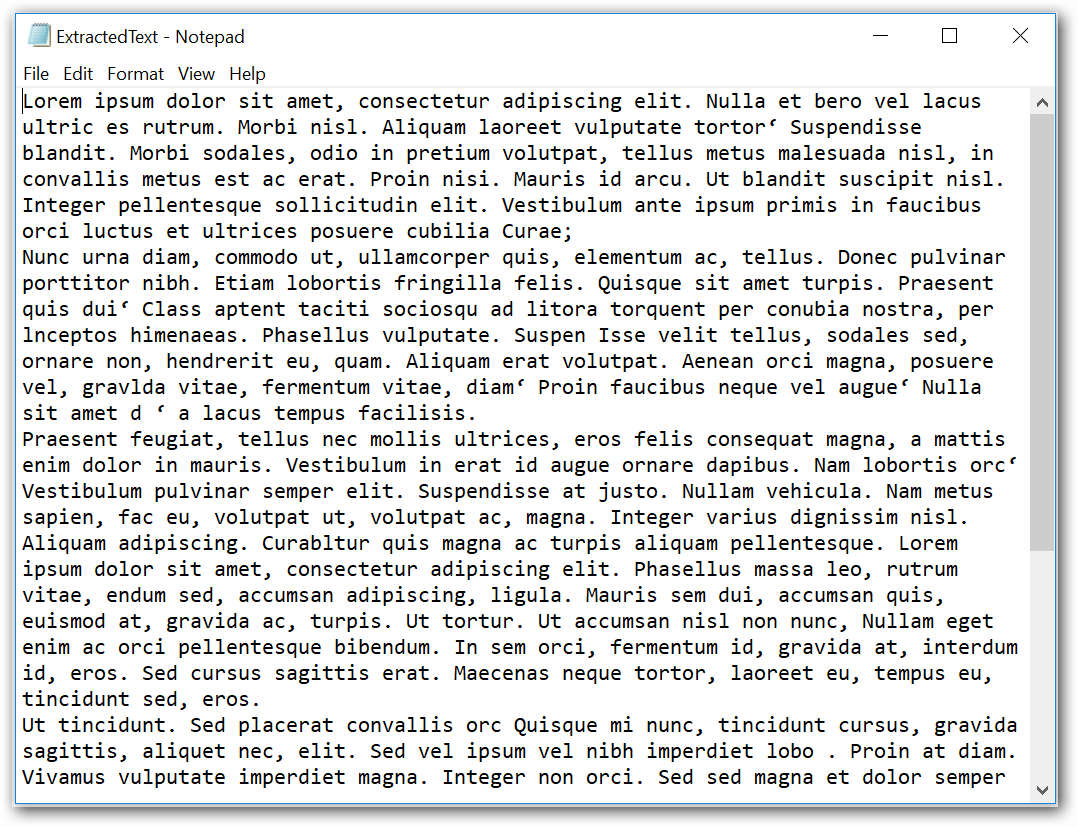 ExtractedText - Notepad
File Edit Format View Help
Lorem ipsum dolor sit amet, consectetur adipiscing elit. Nulla et bero vel lacus
ultric es rutrum. Morbi nisl. Aliquam laoreet vulputate tortor‘ Suspendisse
blandit. Morbi sodales, odio in pretium volutpat, tellus metus malesuada nisl, in
convallis metus est ac erat. Proin nisi. Mauris id arcu. Ut blandit suscipit nisl.
Integer pellentesque sollicitudin elit. Vestibulum ante ipsum primis in faucibus
orci luctus et ultrices posuere cubilia Curae;
Nunc urna diam, commodo ut, ullamcorper quis, elementum ac, tellus. Donec pulvinar
porttitor nibh. Etiam lobortis fringilla felis. Quisque sit amet turpis. Praesent
quis dui‘ Class aptent taciti sociosqu ad litora torquent per conubia nostra, per
lnceptos himenaeas. Phasellus vulputate. Suspen Isse velit tellus, sodales sed,
ornare non, hendrerit eu, quam. Aliquam erat volutpat. Aenean orci magna, posuere
vel, gravlda vitae, fermentum vitae, diam‘ Proin faucibus neque vel augue‘ Nulla
sit amet d ‘ a lacus tempus facilisis.
Praesent feugiat, tellus nec mollis ultrices, eros felis consequat magna, a mattis
enim dolor in mauris. Vestibulum in erat id augue ornare dapibus. Nam lobortis orc‘
Vestibulum pulvinar semper elit. Suspendisse at justo. Nullam vehicula. Nam metus
sapien, fac eu, volutpat ut, volutpat ac, magna. Integer varius dignissim nisl.
Aliquam adipiscing. Curabltur quis magna ac turpis aliquam pellentesque. Lorem
ipsum dolor sit amet, consectetur adipiscing elit. Phasellus massa leo, rutrum
vitae, endum sed, accumsan adipiscing, ligula. Mauris sem dui, accumsan quis,
euismod at, gravida ac, turpis. Ut tortur. Ut accumsan nisl non nunc, Nullam eget
enim ac orci pellentesque bibendum. In sem orci, fermentum id, gravida at, interdum
id, eros. Sed cursus sagittis erat. Maecenas neque tortor, laoreet eu, tempus eu,
tincidunt sed, eros.
Ut tincidunt. Sed placerat convallis orc Quisque mi nunc, tincidunt cursus, gravida
sagittis, aliquet nec, elit. Sed vel ipsum vel nibh imperdiet lobo . Proin at diam.
Vivamus vulputate imperdiet magna. Integer non orci. Sed sed magna et dolor semper